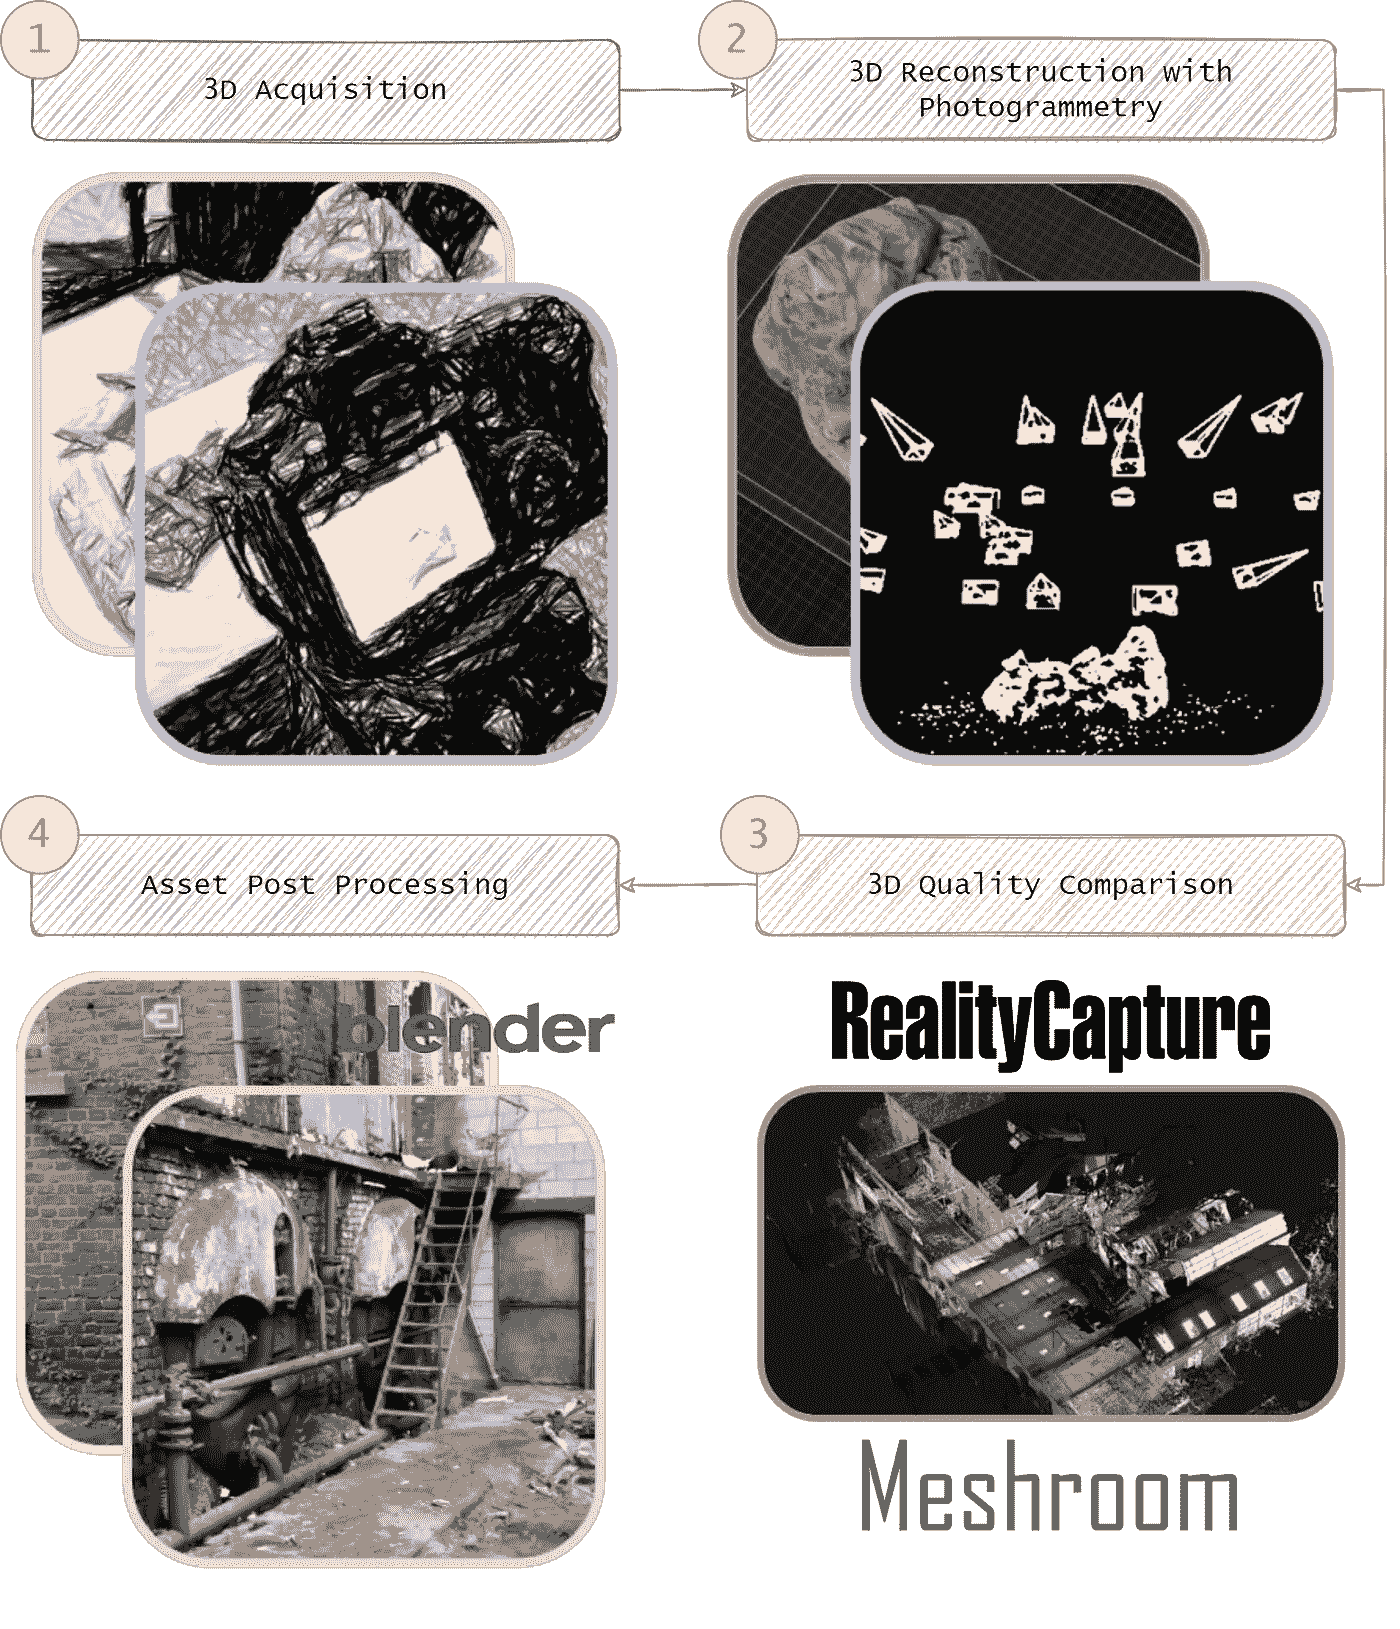 1
3D Acquisition
2
3D Reconstruction with
Photogrammetry
3
3D Quality Comparison
RealityCapture
Meshroom
4
Asset Post Processing
blender